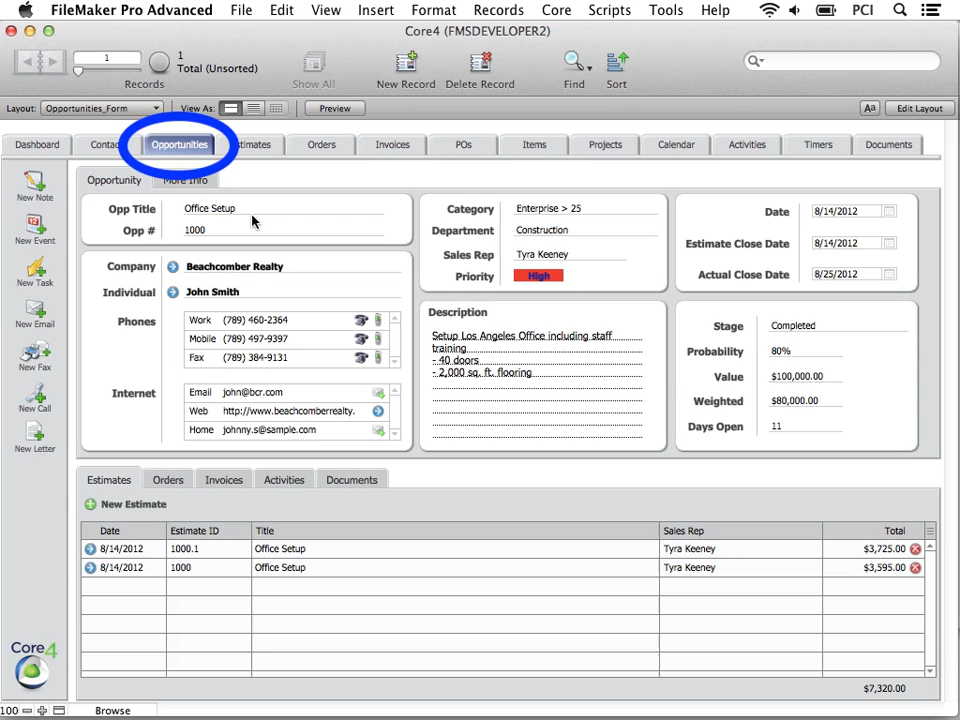 FileMaker Pro Advanced File Edit View Insert Format Records Core Scripts Tools Help PCI
Core4 (FMSDEVELOPER2)
1
1
Total (Unsorted)
Records
Show All
New Record
Delete Record
Find
Sort
Layout: Opportunities_Form View As: Preview Aa Edit Layout
Dashboard Contac Opportunities stimates Orders Invoices POs Items Projects Calendar Activities Timers Documents
New Note
New Event
New Task
New Email
New Fax
New Call
New Letter
Opportunity More Info
Opp Title Office Setup
Opp # 1000
Company Beachcomber Realty
Individual John Smith
Phones
Work (789) 460-2364
Mobile (789) 497-9397
Fax (789) 384-9131
Internet
Email john@bcr.com
Web http://www.beachcomberrealty.
Home johnny.s@sample.com
Category Enterprise > 25
Department Construction
Sales Rep Tyra Keeney
Priority High
Description
Setup Los Angeles Office including staff
training
- 40 doors
- 2,000 sq. ft. flooring
Date 8/14/2012
Estimate Close Date 8/14/2012
Actual Close Date 8/25/2012
Stage Completed
Probability 80%
Value $100,000.00
Weighted $80,000.00
Days Open 11
Estimates Orders Invoices Activities Documents
New Estimate
Date Estimate ID Title Sales Rep Total
8/14/2012 1000.1 Office Setup Tyra Keeney $3,725.00
8/14/2012 1000 Office Setup Tyra Keeney $3,595.00
$7,320.00
Core4
100 Browse